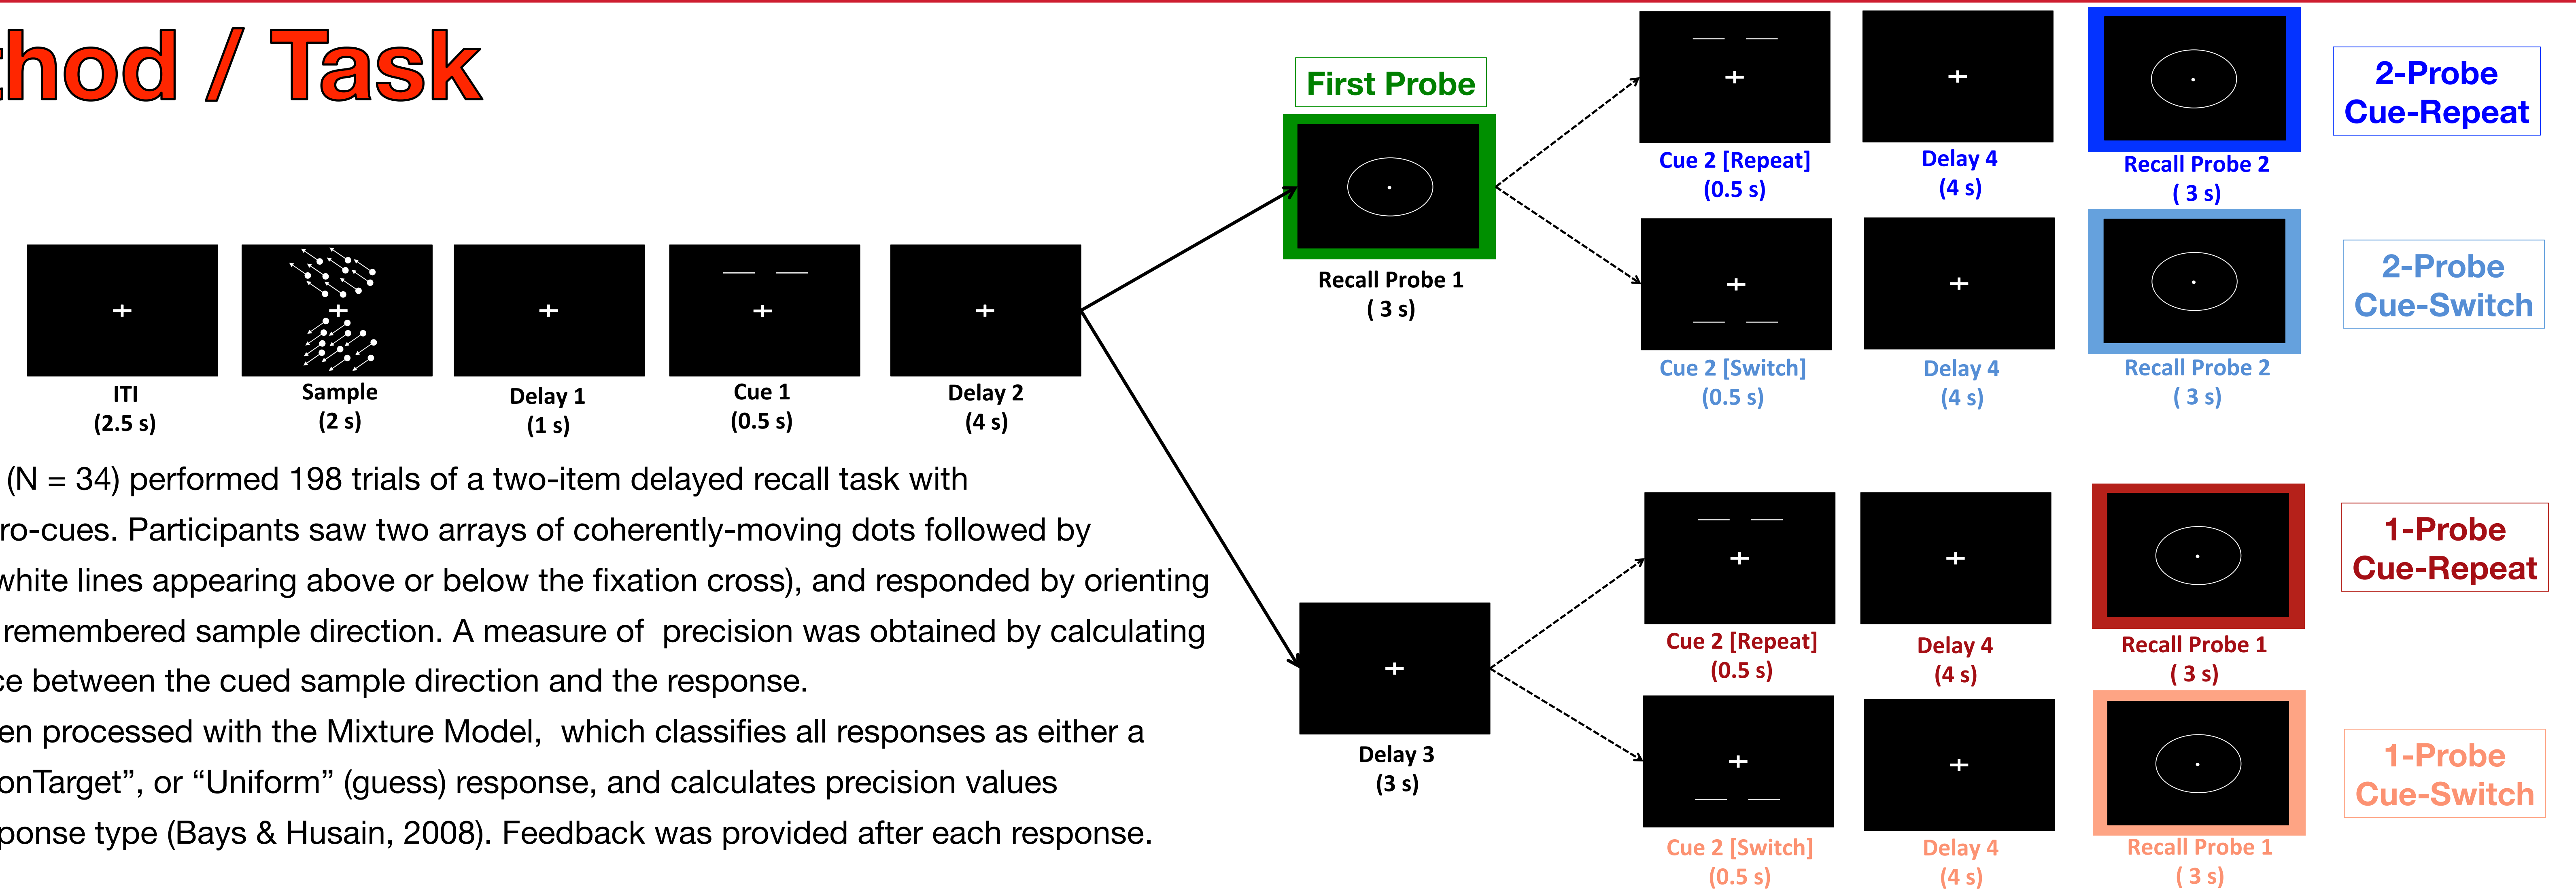 thod / Task
First Probe
Recall Probe 1
( 3 s)
Cue 2 [Repeat]
(0.5 s)
Delay 4
(4 s)
Recall Probe 2
( 3 s)
2-Probe
Cue-Repeat
Cue 2 [Switch]
(0.5 s)
Delay 4
(4 s)
Recall Probe 2
( 3 s)
2-Probe
Cue-Switch
ITI
(2.5 s)
Sample
(2 s)
Delay 1
(1 s)
Cue 1
(0.5 s)
Delay 2
(4 s)
(N = 34) performed 198 trials of a two-item delayed recall task with
ro-cues. Participants saw two arrays of coherently-moving dots followed by
white lines appearing above or below the fixation cross), and responded by orienting
remembered sample direction. A measure of  precision was obtained by calculating
ce between the cued sample direction and the response.
en processed with the Mixture Model,  which classifies all responses as either a
onTarget”, or “Uniform” (guess) response, and calculates precision values
ponse type (Bays & Husain, 2008). Feedback was provided after each response.
Delay 3
(3 s)
Cue 2 [Repeat]
(0.5 s)
Delay 4
(4 s)
Recall Probe 1
( 3 s)
1-Probe
Cue-Repeat
Cue 2 [Switch]
(0.5 s)
Delay 4
(4 s)
Recall Probe 1
( 3 s)
1-Probe
Cue-Switch